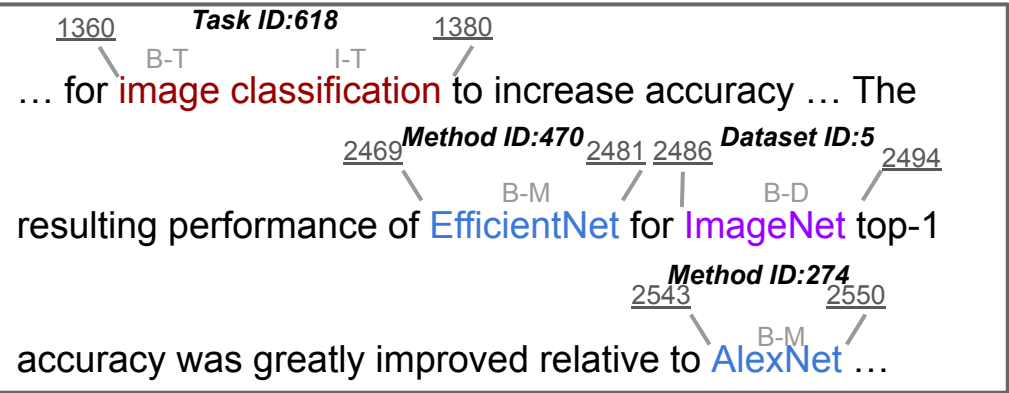 Task ID:618
1360 1380
B-T I-T
… for image classification to increase accuracy … The
Method ID:470 Dataset ID:5
2469 2481 2486 2494
B-M B-D
resulting performance of EfficientNet for ImageNet top-1
Method ID:274
2543 2550
B-M
accuracy was greatly improved relative to AlexNet …